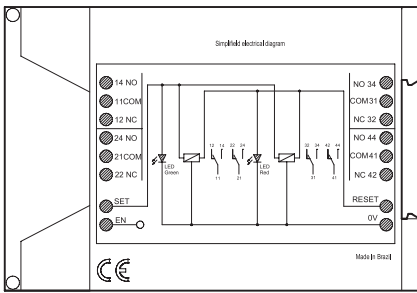 Simplifield electrical diagram
14 NO
11COM
12 NC
24 NO
21COM
22 NC
SET
EN
NO 34
COM31
NC 32
NO 44
COM41
NC 42
RESET
0V
LED
Green
12 14 22 24
11 21
LED
Red
32 34 42 44
31 41
Made In Brazil
CE